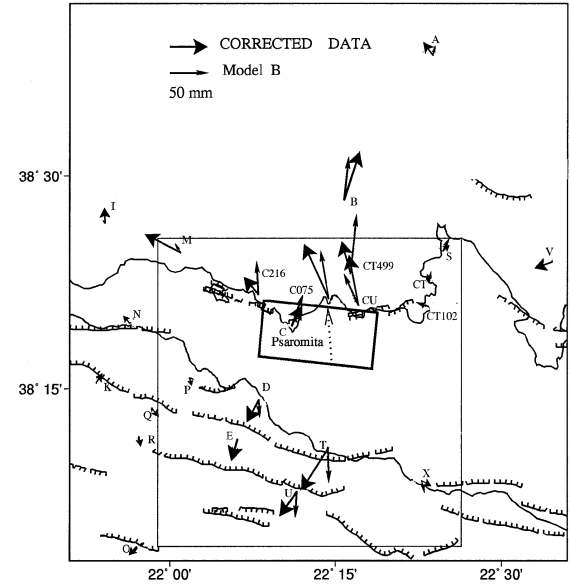 A
CORRECTED DATA
Model B
50 mm
38° 30'
B
I
M
S
V
C216
CT499
CT
C075
CU
CT102
N
C
A
Psaromita
38° 15'
K
P
D
Q
R
E
T
X
U
O
22° 00'
22° 15'
22° 30'